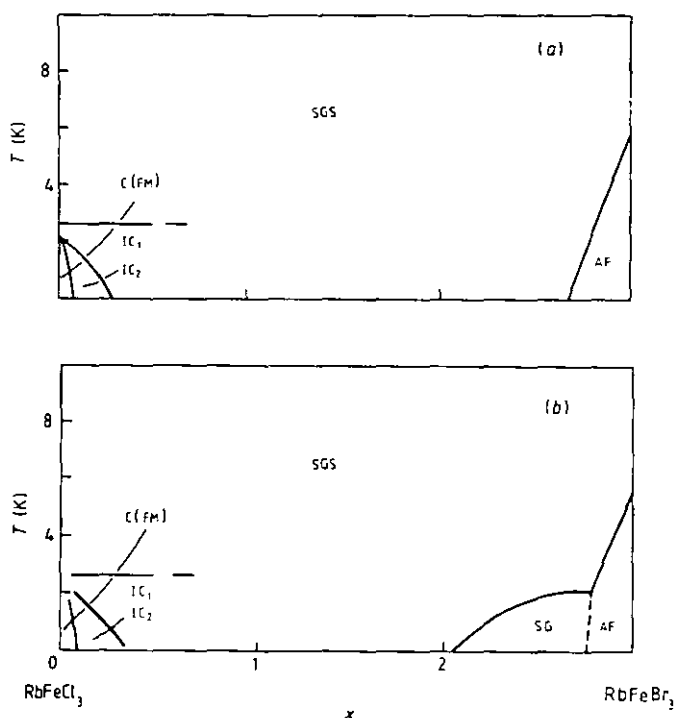 (a)
8
SGS
T (K)
C(FM)
4
IC₁
IC₂
AF
(b)
8
SGS
T (K)
C(FM)
4
IC₁
IC₂
SG
AF
0
1
2
RbFeCl₃
RbFeBr₃
x